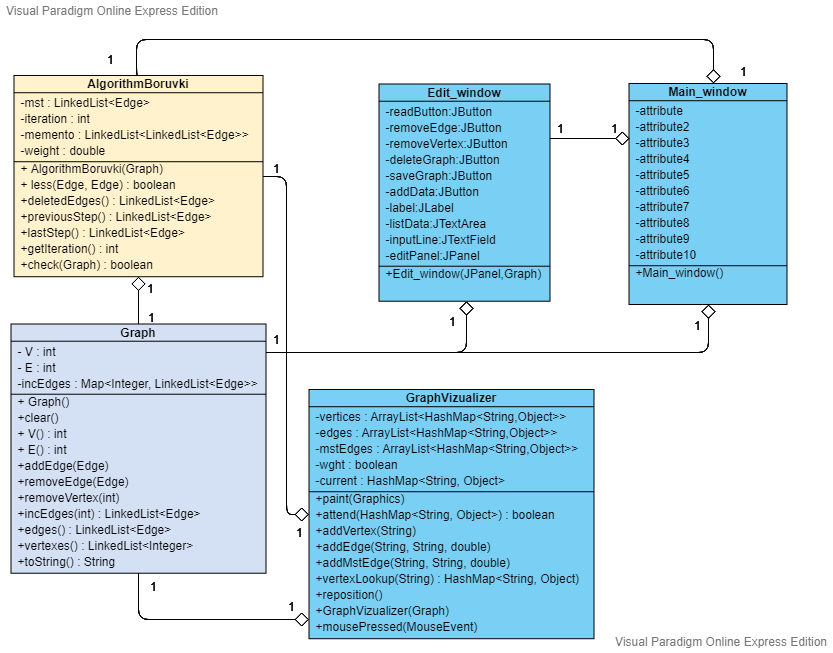 Visual Paradigm Online Express Edition
1
1
AlgorithmBoruvki
-mst : LinkedList<Edge>
-iteration : int
-memento : LinkedList<LinkedList<Edge>>
-weight : double
+ AlgorithmBoruvki(Graph)
+ less(Edge, Edge) : boolean
+deletedEdges() : LinkedList<Edge>
+previousStep() : LinkedList<Edge>
+lastStep() : LinkedList<Edge>
+getIteration() : int
+check(Graph) : boolean
1
Edit_window
-readButton:JButton
-removeEdge:JButton
-removeVertex:JButton
-deleteGraph:JButton
-saveGraph:JButton
-addData:JButton
-label:JLabel
-listData:JTextArea
-inputLine:JTextField
-editPanel:JPanel
+Edit_window(JPanel,Graph)
1
1
Main_window
-attribute
-attribute2
-attribute3
-attribute4
-attribute5
-attribute6
-attribute7
-attribute8
-attribute9
-attribute10
+Main_window()
1
1
1
1
1
Graph
- V : int
- E : int
-incEdges : Map<Integer, LinkedList<Edge>>
+ Graph()
+clear()
+ V() : int
+ E() : int
+addEdge(Edge)
+removeEdge(Edge)
+removeVertex(int)
+incEdges(int) : LinkedList<Edge>
+edges() : LinkedList<Edge>
+vertexes() : LinkedList<Integer>
+toString() : String
GraphVizualizer
-vertices : ArrayList<HashMap<String,Object>>
-edges : ArrayList<HashMap<String,Object>>
-mstEdges : ArrayList<HashMap<String,Object>>
-wght : boolean
-current : HashMap<String, Object>
+paint(Graphics)
+attend(HashMap<String, Object>) : boolean
+addVertex(String)
+addEdge(String, String, double)
+addMstEdge(String, String, double)
+vertexLookup(String) : HashMap<String, Object)
+reposition()
+GraphVizualizer(Graph)
+mousePressed(MouseEvent)
1
1
1
Visual Paradigm Online Express Edition